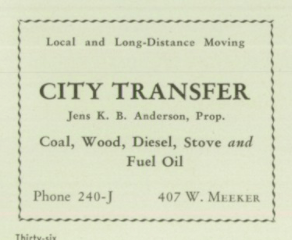 Local and Long-Distance Moving
CITY TRANSFER
Jens K. B. Anderson, Prop.
Coal, Wood, Diesel, Stove and
Fuel Oil
Phone 240-J 407 W. MEEKER
Thirty-six